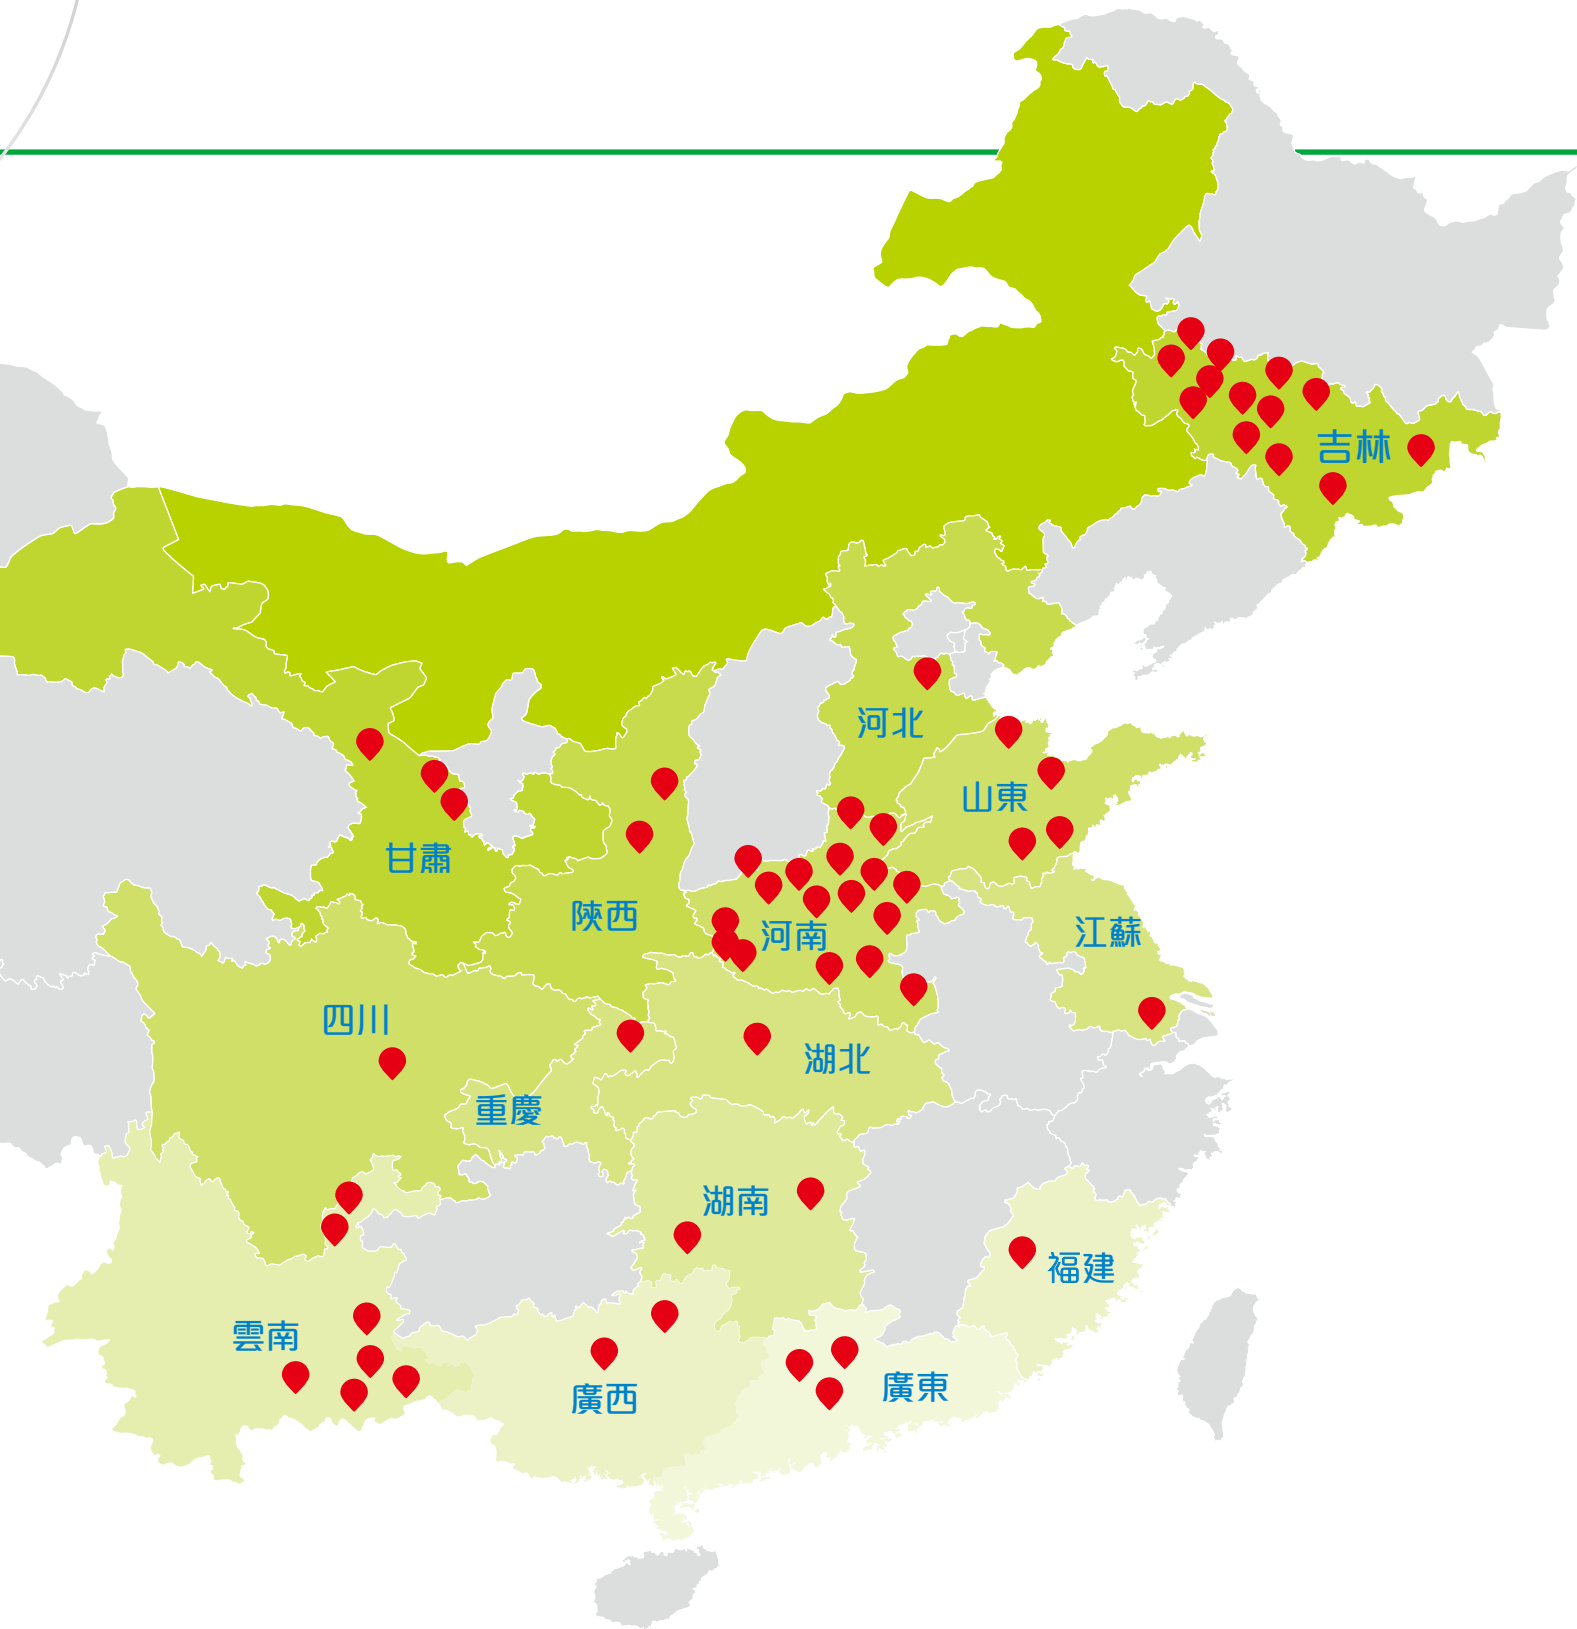 吉林
河北
山東
甘肅
陝西
河南
江蘇
四川
湖北
重慶
湖南
福建
雲南
廣西
廣東